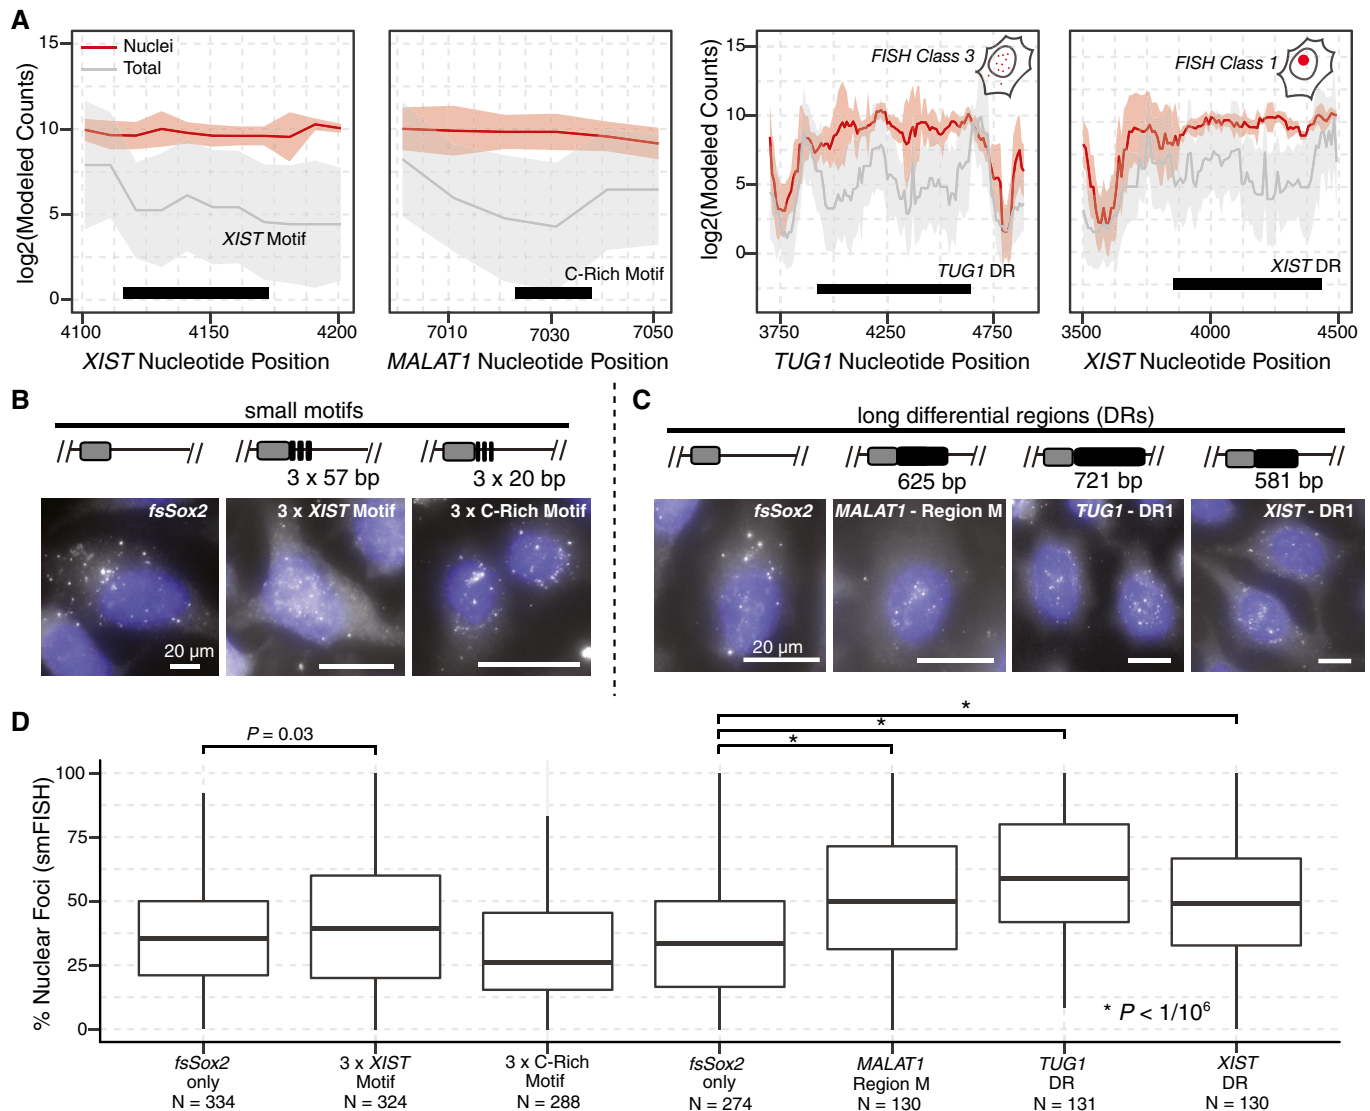 A
Nuclei
Total
log2(Modeled Counts)
15
10
5
0
XIST Motif
4100
4150
4200
XIST Nucleotide Position
C-Rich Motif
7010
7030
7050
MALAT1 Nucleotide Position
log2(Modeled Counts)
15
10
5
0
FISH Class 3
TUG1 DR
3750
4250
4750
TUG1 Nucleotide Position
FISH Class 1
XIST DR
3500
4000
4500
XIST Nucleotide Position
B
small motifs
3 x 57 bp
3 x 20 bp
fsSox2
3 x XIST Motif
3 x C-Rich Motif
20 µm
C
long differential regions (DRs)
625 bp
721 bp
581 bp
fsSox2
MALAT1 - Region M
TUG1 - DR1
XIST - DR1
20 µm
D
P = 0.03
*
*
*
% Nuclear Foci (smFISH)
100
75
50
25
0
* P < 1/10⁶
fsSox2
only
N = 334
3 x XIST
Motif
N = 324
3 x C-Rich
Motif
N = 288
fsSox2
only
N = 274
MALAT1
Region M
N = 130
TUG1
DR
N = 131
XIST
DR
N = 130